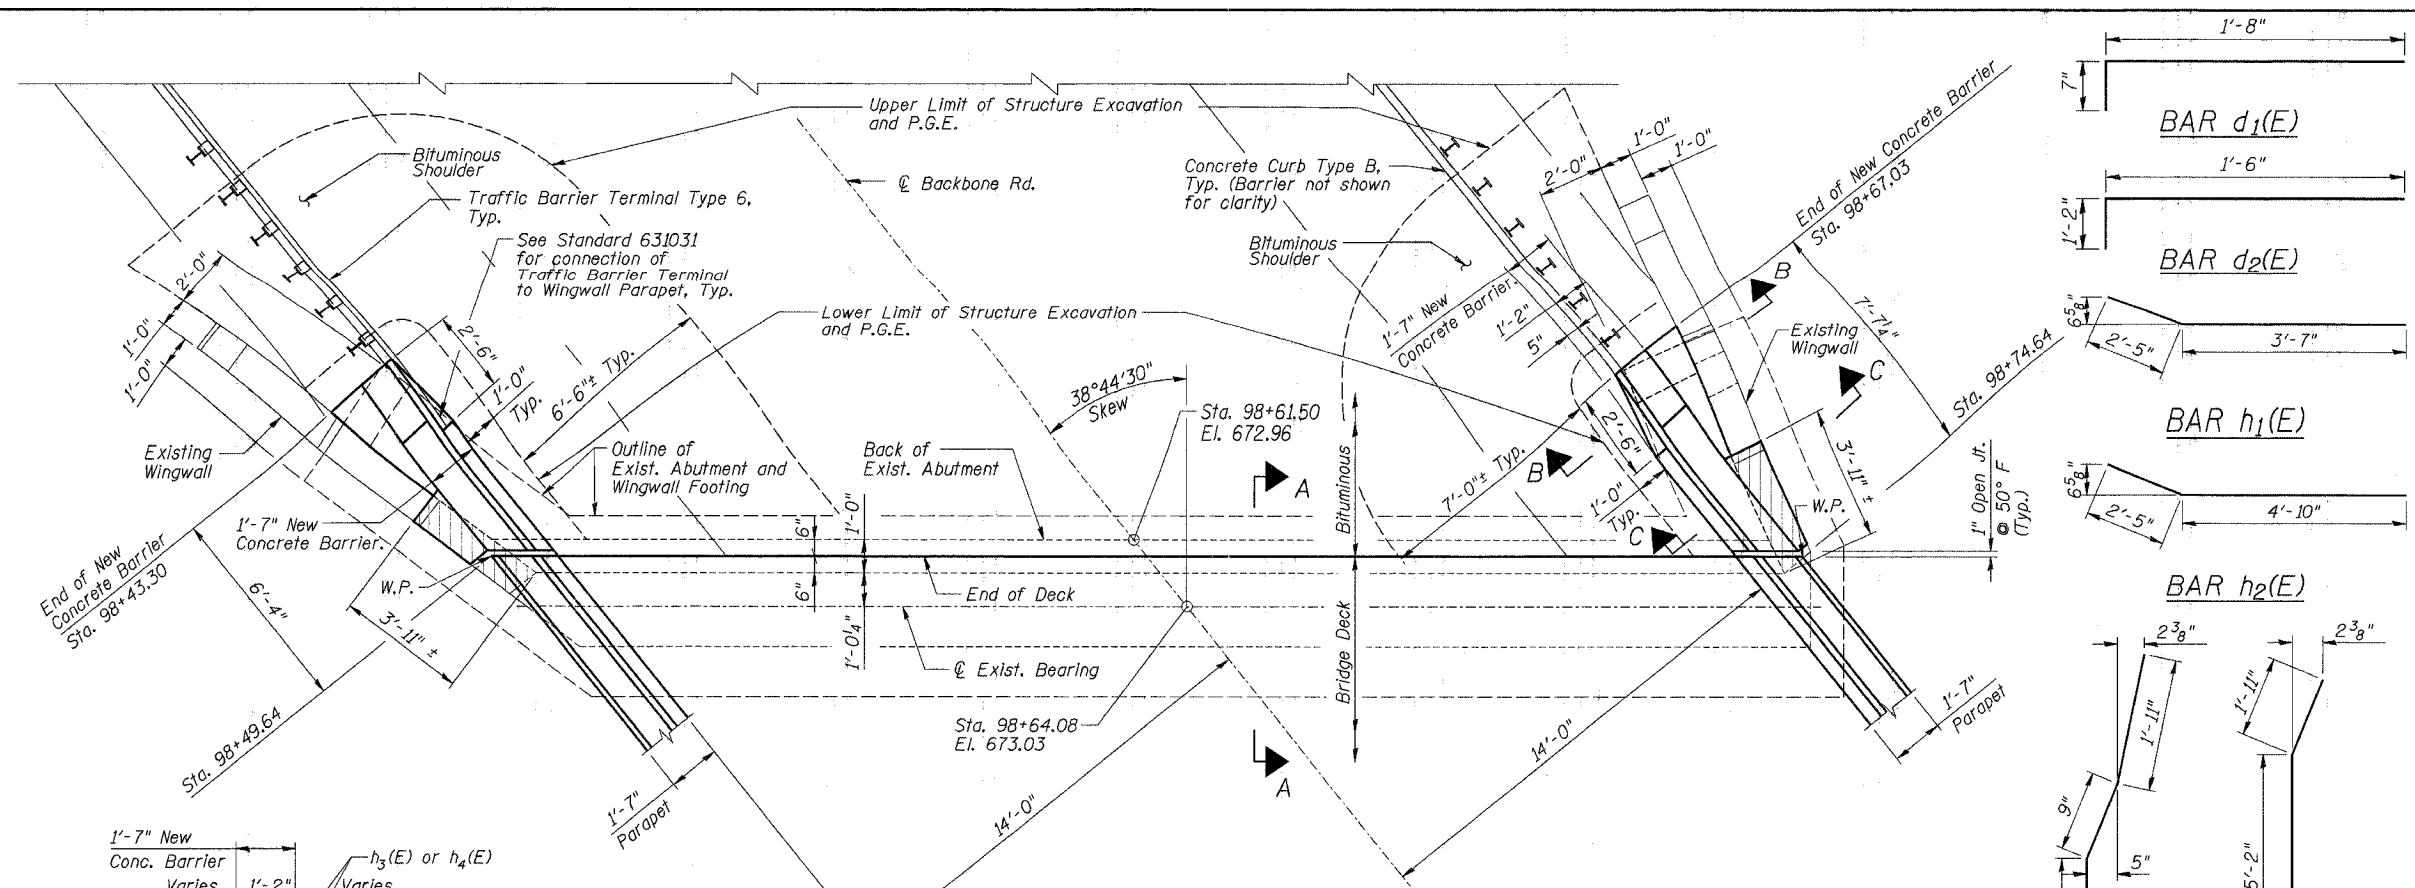 Upper Limit of Structure Excavation
and P.G.E.
Bituminous
Shoulder
Traffic Barrier Terminal Type 6,
Typ.
See Standard 631031
for connection of
Traffic Barrier Terminal
to Wingwall Parapet, Typ.
℄ Backbone Rd.
Lower Limit of Structure Excavation
and P.G.E.
Concrete Curb Type B,
Typ. (Barrier not shown
for clarity)
Bituminous
Shoulder
2'-0"
1'-0"
1'-0"
End of New Concrete Barrier
Sta. 98+67.03
2'-0"
1'-0"
1'-0"
2'-6"
1'-0"
Typ.
6'-6"± Typ.
38°44'30"
Skew
Sta. 98+61.50
El. 672.96
1'-7" New
Concrete Barrier.
1'-2"
5"
B
Existing
Wingwall
7'-7¼"
Sta. 98+74.64
C
Existing
Wingwall
Outline of
Exist. Abutment and
Wingwall Footing
Back of
Exist. Abutment
A
Bituminous
7'-0"± Typ.
2'-6"
B
1'-0"
Typ.
C
3'-11" ±
W.P.
1" Open Jt.
@ 50° F
(Typ.)
1'-7" New
Concrete Barrier.
End of New
Concrete Barrier
Sta. 98+43.30
6'-4"
W.P.
3'-11" ±
6"
1'-0"
6"
1'-0¼"
End of Deck
℄ Exist. Bearing
Bridge Deck
Sta. 98+64.08
El. 673.03
A
Sta. 98+49.64
1'-7"
Parapet
14'-0"
14'-0"
1'-7"
Parapet
1'-7" New
Conc. Barrier
Varies
1'-2"
h3(E) or h4(E)
Varies
1'-8"
7"
BAR d1(E)
1'-6"
1'-2"
BAR d2(E)
6⅝"
2'-5"
3'-7"
BAR h1(E)
6⅝"
2'-5"
4'-10"
BAR h2(E)
2⅜"
1'-11"
9"
5"
2⅜"
1'-11"
5'-2"